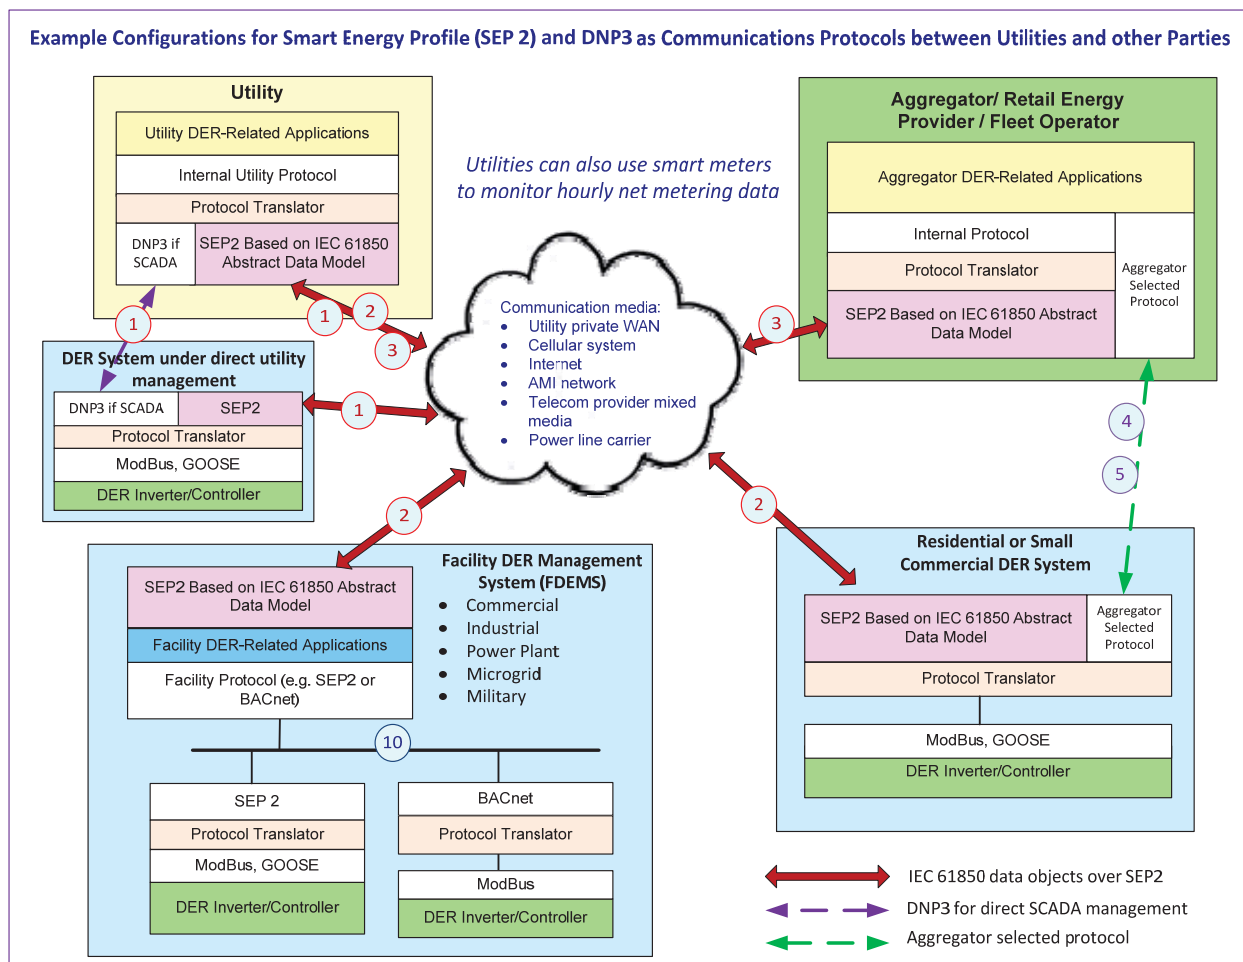 Example Configurations for Smart Energy Profile (SEP 2) and DNP3 as Communications Protocols between Utilities and other Parties
Utility
Utility DER-Related Applications
Internal Utility Protocol
Protocol Translator
DNP3 if
SCADA
SEP2 Based on IEC 61850
Abstract Data Model
Utilities can also use smart meters
to monitor hourly net metering data
Aggregator/ Retail Energy
Provider / Fleet Operator
Aggregator DER-Related Applications
Internal Protocol
Protocol Translator
SEP2 Based on IEC 61850 Abstract
Data Model
Aggregator
Selected
Protocol
1
1
2
3
3
Communication media:
• Utility private WAN
• Cellular system
• Internet
• AMI network
• Telecom provider mixed
media
• Power line carrier
DER System under direct utility
management
DNP3 if SCADA
SEP2
Protocol Translator
ModBus, GOOSE
DER Inverter/Controller
1
2
2
4
5
Facility DER Management
System (FDEMS)
• Commercial
• Industrial
• Power Plant
• Microgrid
• Military
SEP2 Based on IEC 61850 Abstract
Data Model
Facility DER-Related Applications
Facility Protocol (e.g. SEP2 or
BACnet)
10
SEP 2
Protocol Translator
ModBus, GOOSE
DER Inverter/Controller
BACnet
Protocol Translator
ModBus
DER Inverter/Controller
Residential or Small
Commercial DER System
SEP2 Based on IEC 61850 Abstract
Data Model
Aggregator
Selected
Protocol
Protocol Translator
ModBus, GOOSE
DER Inverter/Controller
IEC 61850 data objects over SEP2
DNP3 for direct SCADA management
Aggregator selected protocol